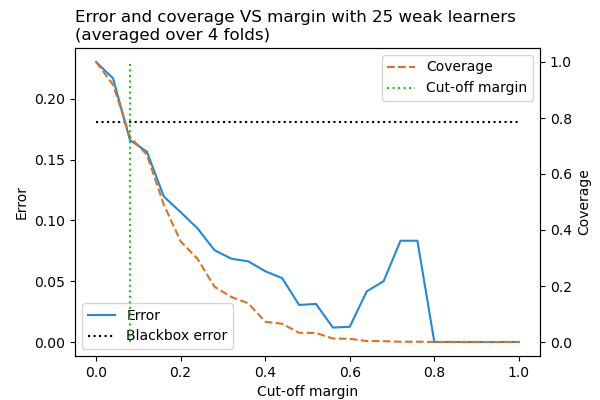 Error and coverage VS margin with 25 weak learners
(averaged over 4 folds)
Coverage
Cut-off margin
Error
Blackbox error
0.00
0.05
0.10
0.15
0.20
Error
0.0
0.2
0.4
0.6
0.8
1.0
Coverage
0.0 0.2 0.4 0.6 0.8 1.0
Cut-off margin